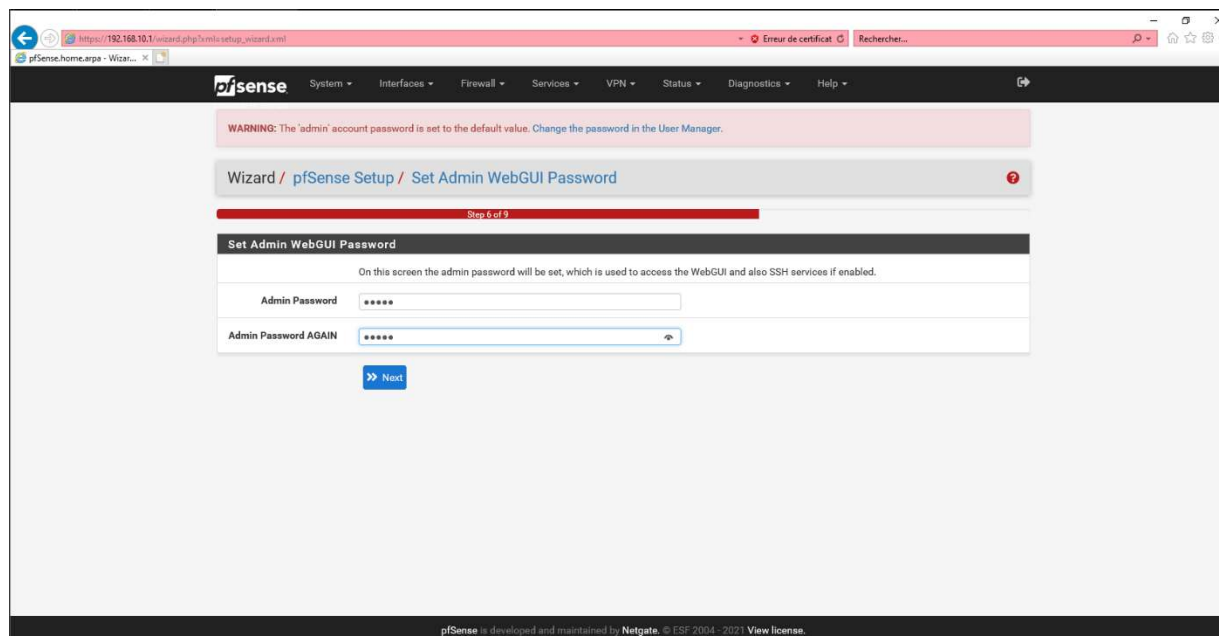 https://192.168.10.1/wizard.php?xml=setup_wizard.xml
Erreur de certificat
Rechercher...
pfSense.home.arpa - Wizar...
pfsense
System
Interfaces
Firewall
Services
VPN
Status
Diagnostics
Help
WARNING: The 'admin' account password is set to the default value. Change the password in the User Manager.
Wizard / pfSense Setup / Set Admin WebGUI Password
Step 6 of 9
Set Admin WebGUI Password
On this screen the admin password will be set, which is used to access the WebGUI and also SSH services if enabled.
Admin Password
•••••
Admin Password AGAIN
•••••
Next
pfSense is developed and maintained by Netgate. © ESF 2004 - 2021 View license.